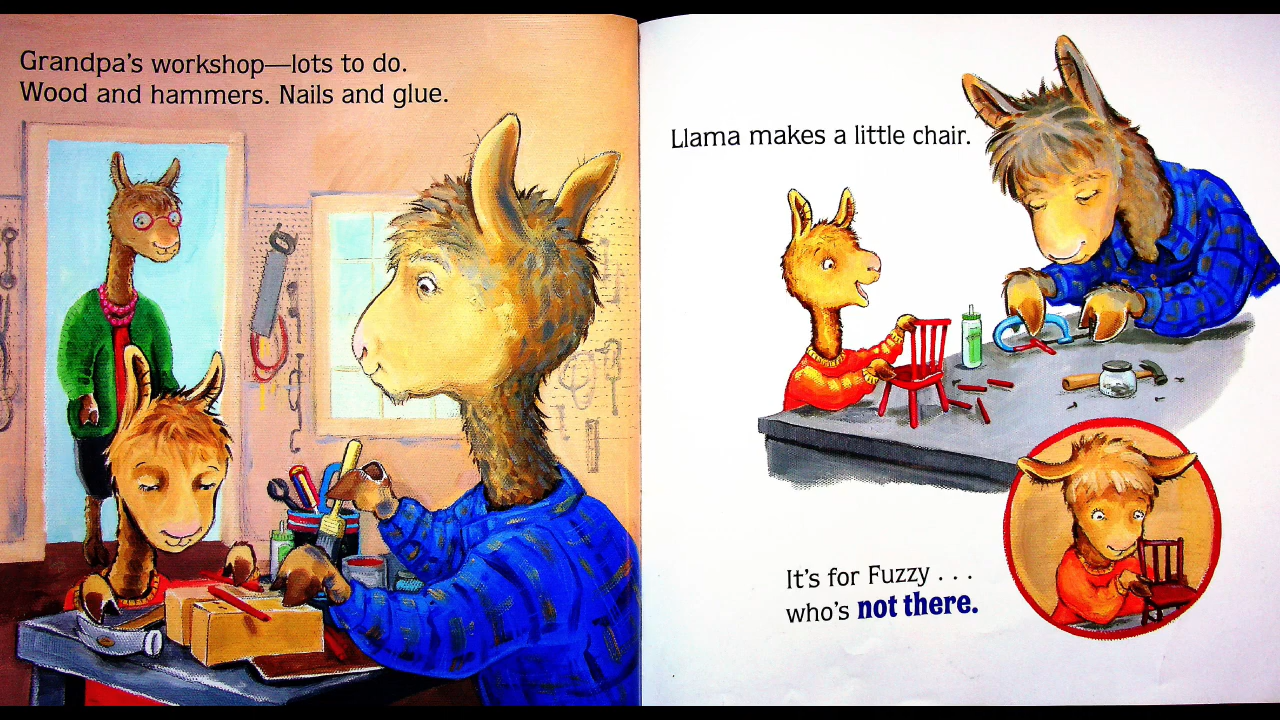 Grandpa's workshop—lots to do.
Wood and hammers. Nails and glue.
Llama makes a little chair.
It's for Fuzzy . . .
who's not there.